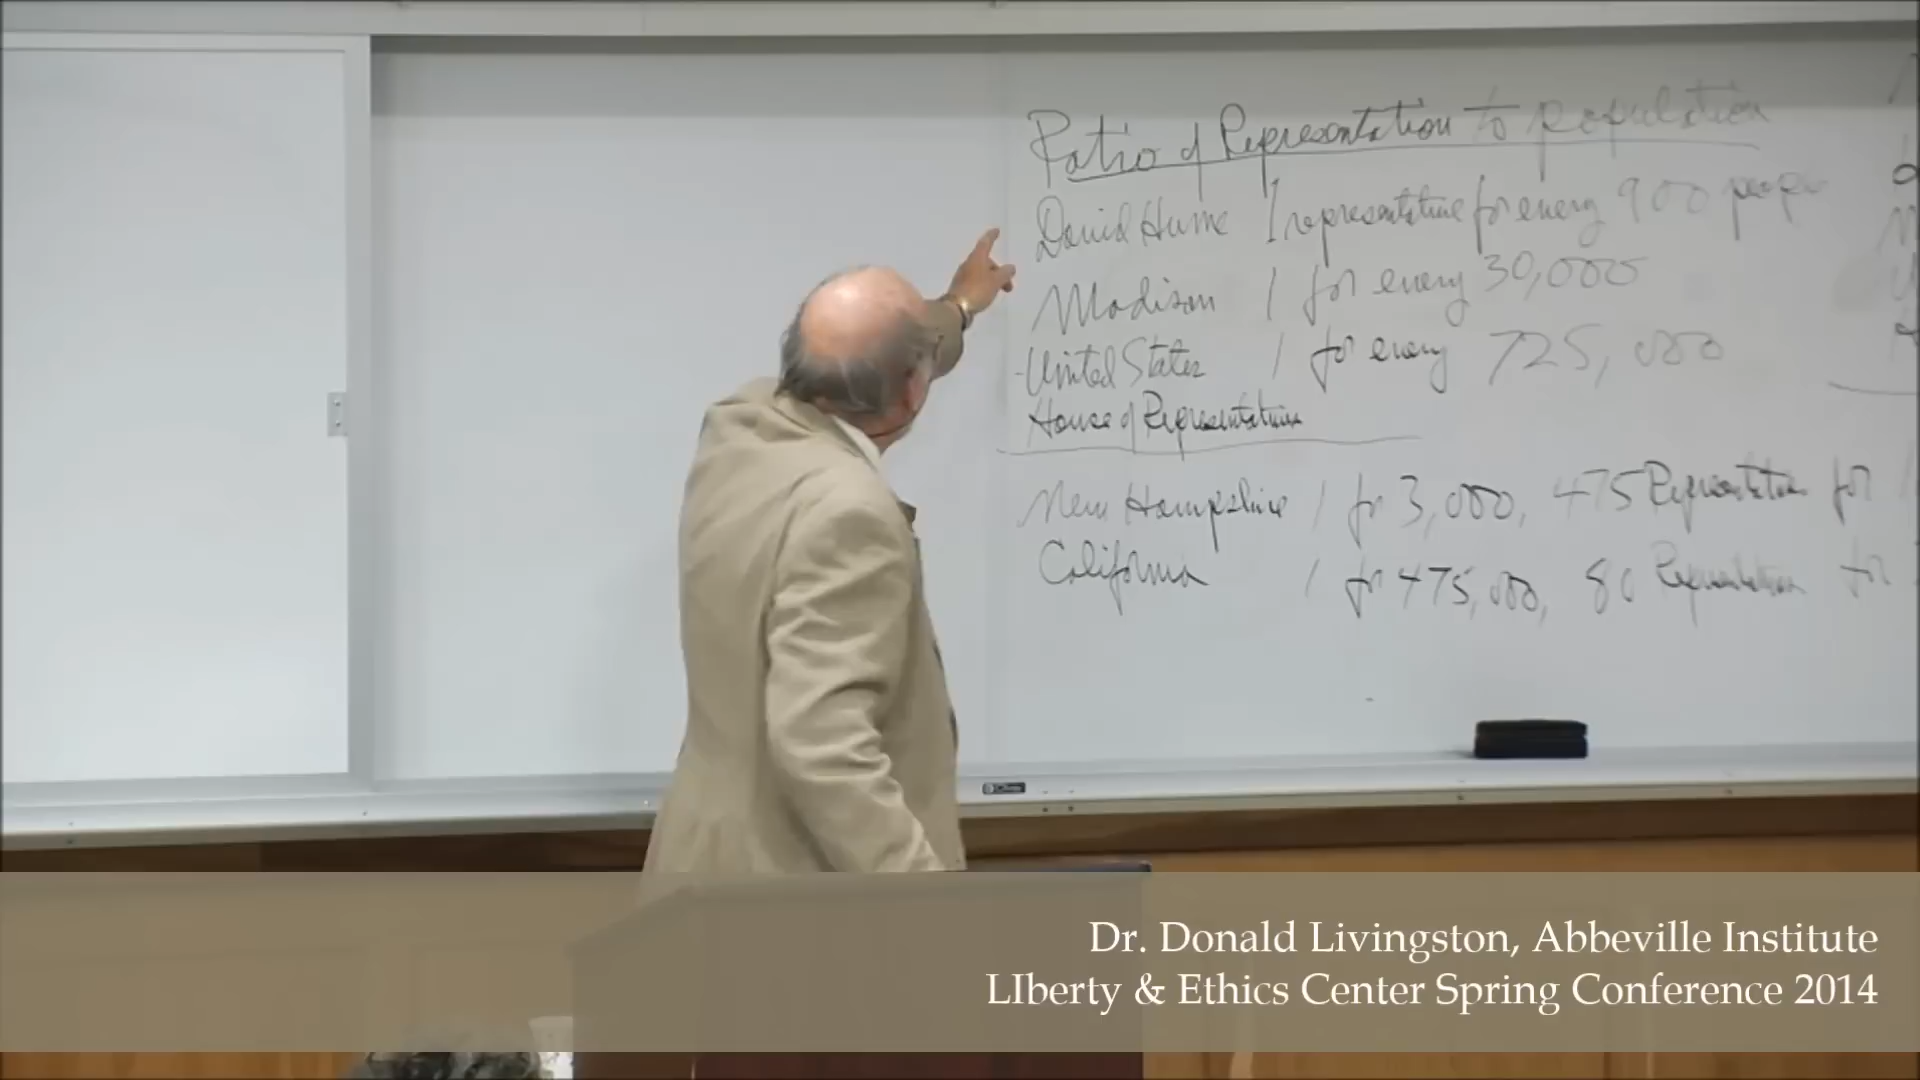 Ratio of Representation to population
David Hume 1 representative for every 900 people
Madison 1 for every 30,000
United States 1 for every 725,000
House of Representatives
New Hampshire 1 for 3,000, 475 Representatives for
California 1 for 475,000, 80 Representatives for
Dr. Donald Livingston, Abbeville Institute
LIberty & Ethics Center Spring Conference 2014